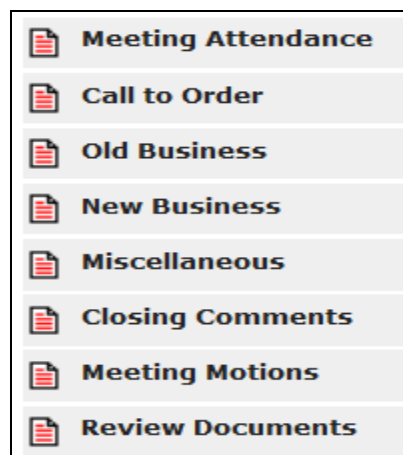 Meeting Attendance
Call to Order
Old Business
New Business
Miscellaneous
Closing Comments
Meeting Motions
Review Documents